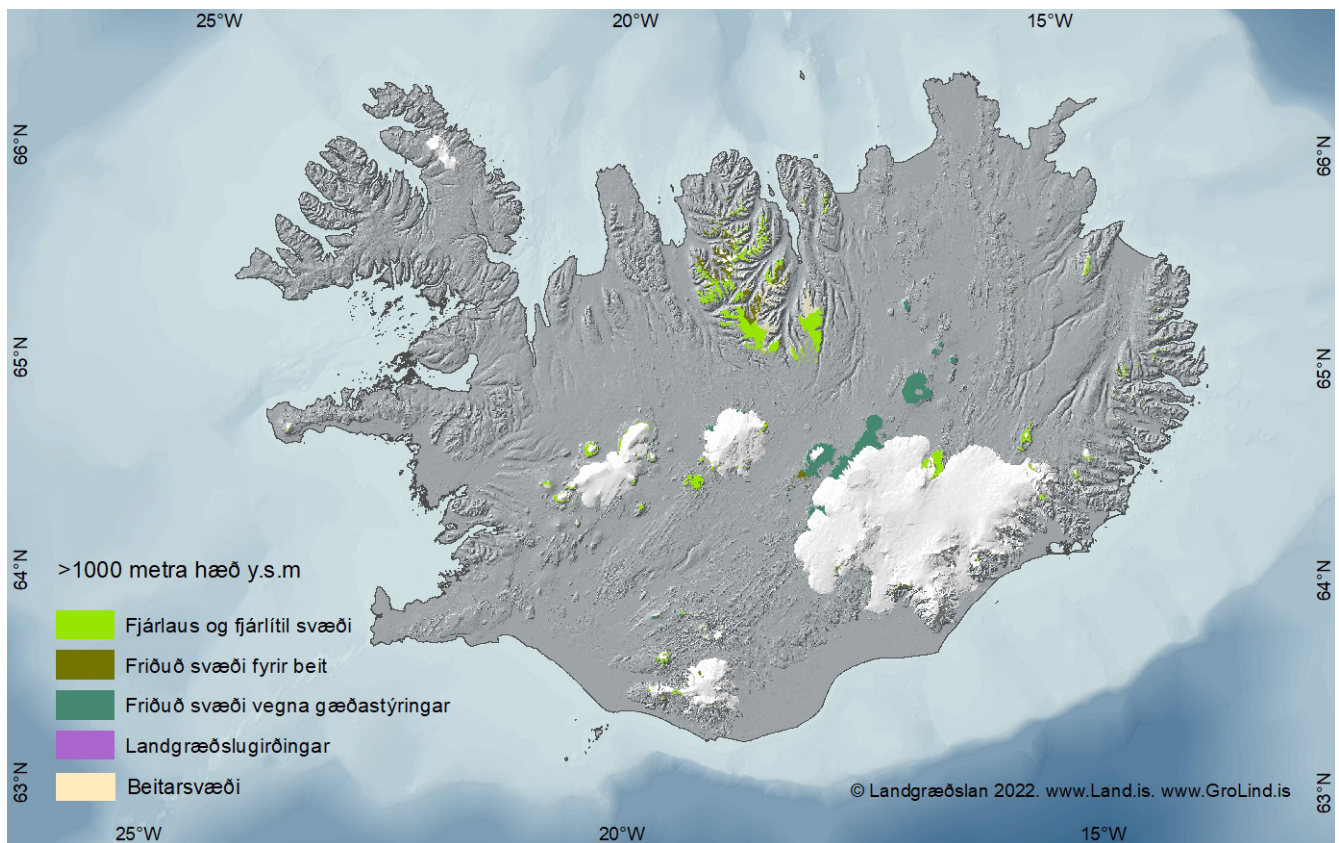 25°W 20°W 15°W
66°N 66°N
65°N 65°N
64°N 64°N
63°N 63°N
>1000 metra hæð y.s.m
Fjárlaus og fjárlítil svæði
Friðuð svæði fyrir beit
Friðuð svæði vegna gæðastýringar
Landgræðslugirðingar
Beitarsvæði
© Landgræðslan 2022. www.Land.is. www.GroLind.is
25°W 20°W 15°W